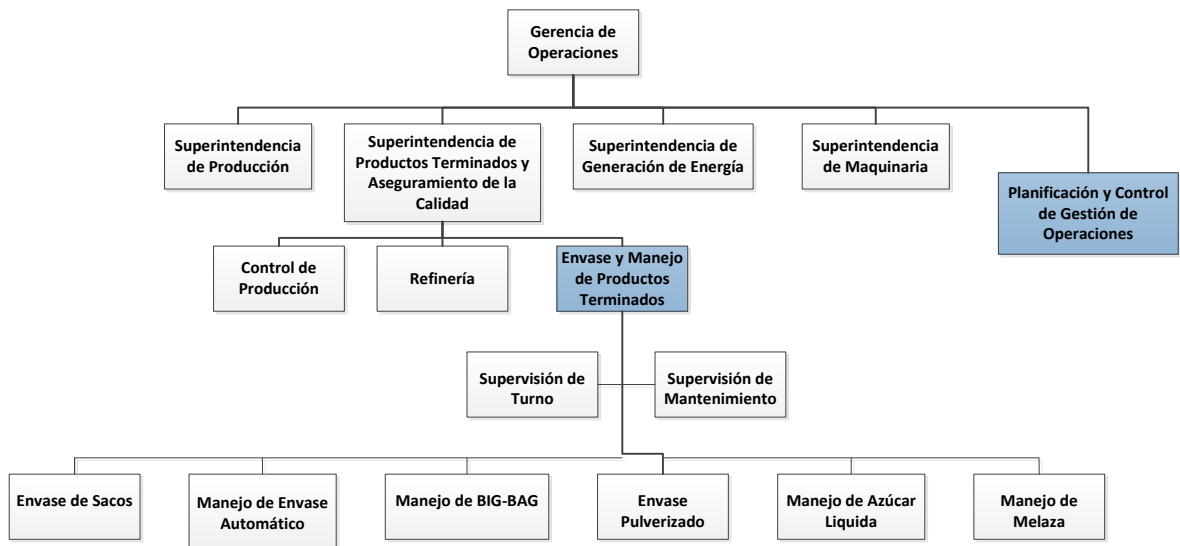 Gerencia de
Operaciones
Superintendencia
de Producción
Superintendencia de
Productos Terminados y
Aseguramiento de la
Calidad
Superintendencia de
Generación de Energía
Superintendencia
de Maquinaria
Planificación y Control
de Gestión de
Operaciones
Control de
Producción
Refinería
Envase y Manejo
de Productos
Terminados
Supervisión de
Turno
Supervisión de
Mantenimiento
Envase de Sacos
Manejo de Envase
Automático
Manejo de BIG-BAG
Envase
Pulverizado
Manejo de Azúcar
Liquida
Manejo de
Melaza